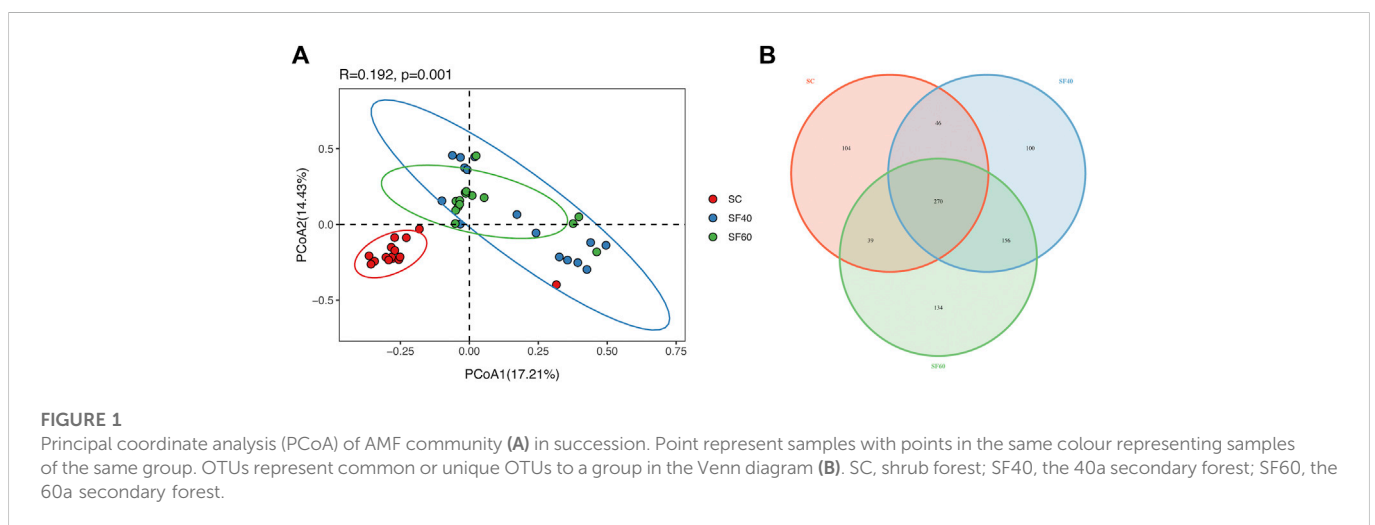 A
B
R=0.192, p=0.001
PCoA2(14.43%)
0.5
0.0
−0.5
−0.25
0.00
0.25
0.50
0.75
PCoA1(17.21%)
SC
SF40
SF60
SC
SF40
46
104
100
270
39
156
134
SF60
FIGURE 1
Principal coordinate analysis (PCoA) of AMF community (A) in succession. Point represent samples with points in the same colour representing samples
of the same group. OTUs represent common or unique OTUs to a group in the Venn diagram (B). SC, shrub forest; SF40, the 40a secondary forest; SF60, the
60a secondary forest.